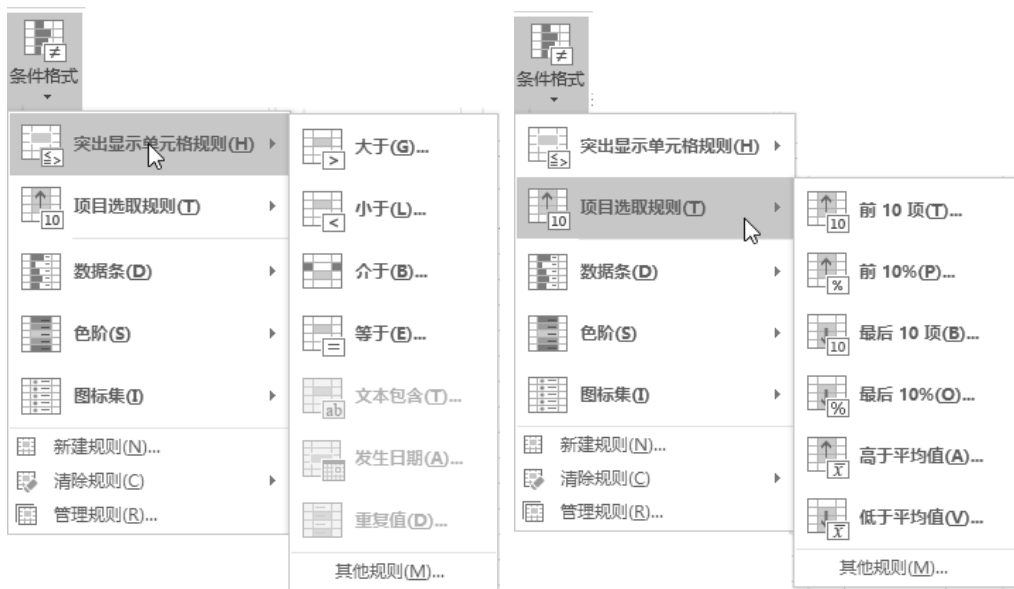 条件格式
突出显示单元格规则(H)
项目选取规则(T)
数据条(D)
色阶(S)
图标集(I)
新建规则(N)...
清除规则(C)
管理规则(R)...
大于(G)...
小于(L)...
介于(B)...
等于(E)...
文本包含(T)...
发生日期(A)...
重复值(D)...
其他规则(M)...
条件格式
突出显示单元格规则(H)
项目选取规则(T)
数据条(D)
色阶(S)
图标集(I)
新建规则(N)...
清除规则(C)
管理规则(R)...
前 10 项(T)...
前 10%(P)...
最后 10 项(B)...
最后 10%(O)...
高于平均值(A)...
低于平均值(V)...
其他规则(M)...